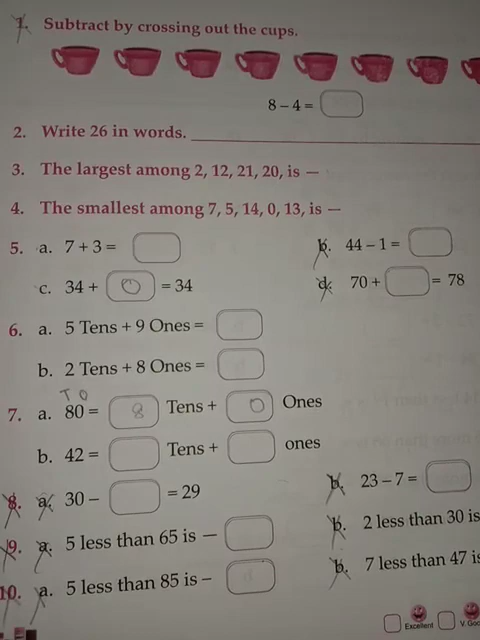 1. Subtract by crossing out the cups.
8 – 4 =
2. Write 26 in words.
3. The largest among 2, 12, 21, 20, is —
4. The smallest among 7, 5, 14, 0, 13, is —
5. a. 7 + 3 = b. 44 – 1 =
c. 34 + 0 = 34 d. 70 + = 78
6. a. 5 Tens + 9 Ones =
b. 2 Tens + 8 Ones =
T O
7. a. 80 = 8 Tens + 0 Ones
b. 42 = Tens + ones
8. a. 30 – = 29 b. 23 – 7 =
9. a. 5 less than 65 is — b. 2 less than 30 is
10. a. 5 less than 85 is – b. 7 less than 47 is
Excellent V. Goo